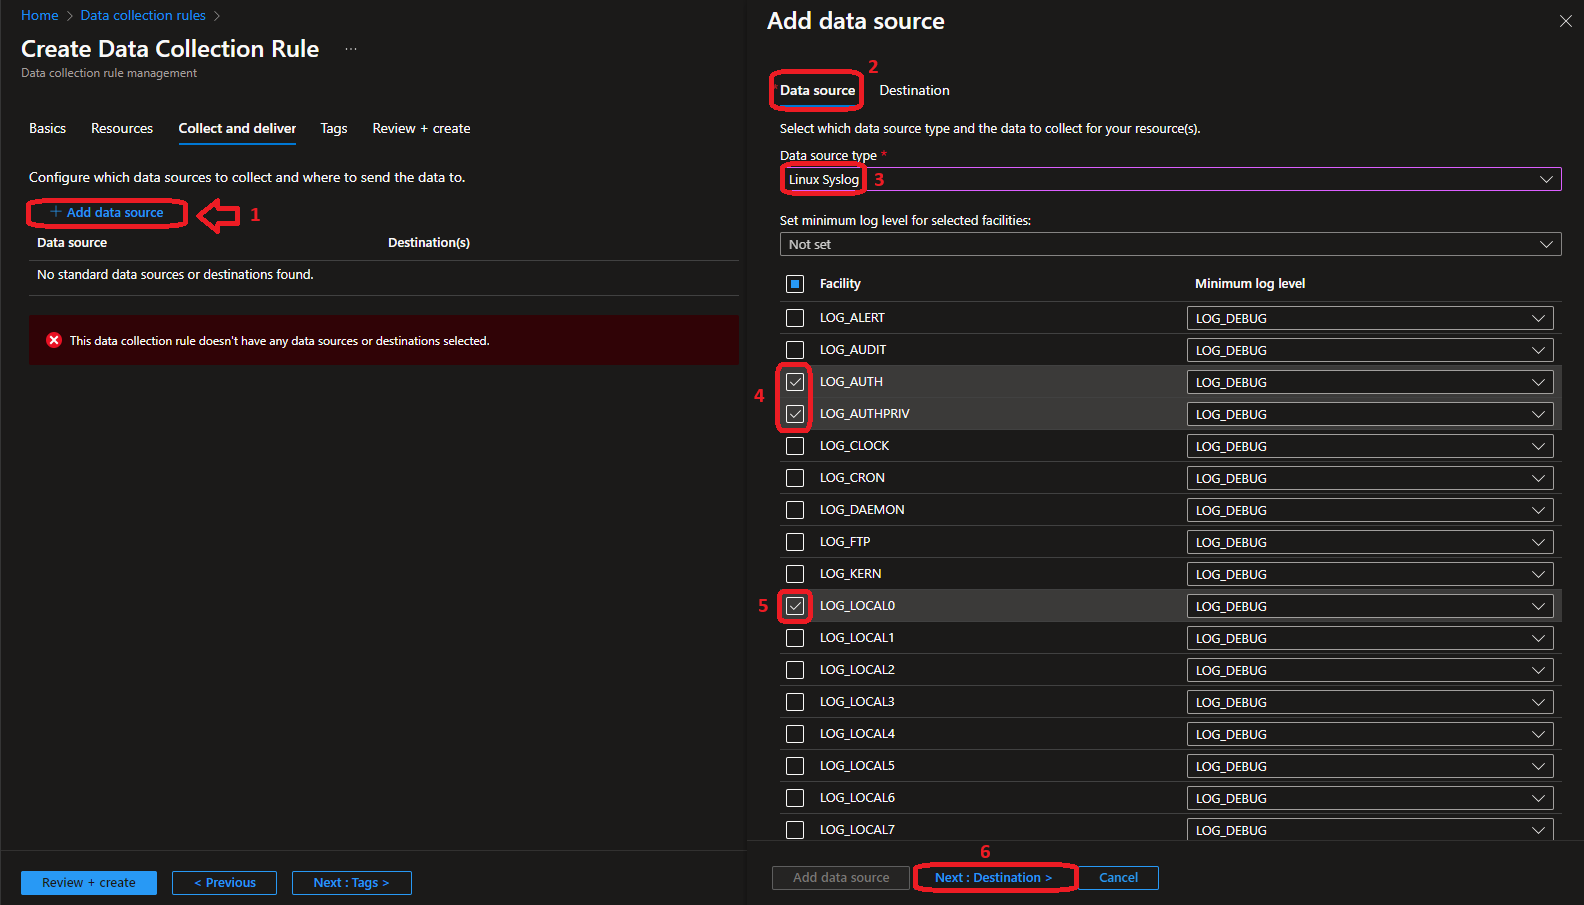 Home > Data collection rules >
Create Data Collection Rule ...
Data collection rule management
Basics Resources Collect and deliver Tags Review + create
Configure which data sources to collect and where to send the data to.
+ Add data source 1
Data source Destination(s)
No standard data sources or destinations found.
This data collection rule doesn't have any data sources or destinations selected.
Review + create < Previous Next : Tags >
Add data source
2
* Data source Destination
Select which data source type and the data to collect for your resource(s).
Data source type *
Linux Syslog 3
Set minimum log level for selected facilities:
Not set
Facility Minimum log level
LOG_ALERT LOG_DEBUG
LOG_AUDIT LOG_DEBUG
LOG_AUTH LOG_DEBUG
4
LOG_AUTHPRIV LOG_DEBUG
LOG_CLOCK LOG_DEBUG
LOG_CRON LOG_DEBUG
LOG_DAEMON LOG_DEBUG
LOG_FTP LOG_DEBUG
LOG_KERN LOG_DEBUG
5 LOG_LOCAL0 LOG_DEBUG
LOG_LOCAL1 LOG_DEBUG
LOG_LOCAL2 LOG_DEBUG
LOG_LOCAL3 LOG_DEBUG
LOG_LOCAL4 LOG_DEBUG
LOG_LOCAL5 LOG_DEBUG
LOG_LOCAL6 LOG_DEBUG
LOG_LOCAL7 LOG_DEBUG
6
Add data source Next : Destination > Cancel